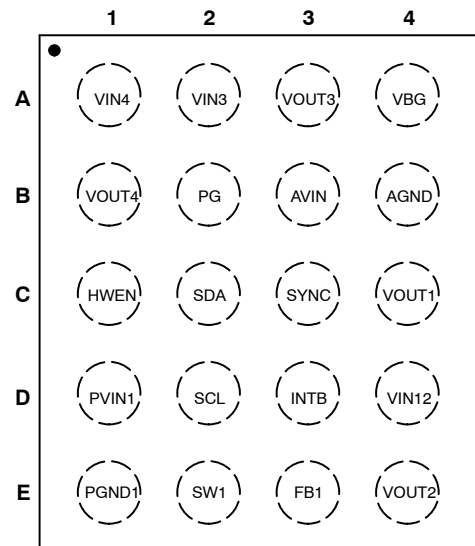 1 2 3 4
A VIN4 VIN3 VOUT3 VBG
B VOUT4 PG AVIN AGND
C HWEN SDA SYNC VOUT1
D PVIN1 SCL INTB VIN12
E PGND1 SW1 FB1 VOUT2